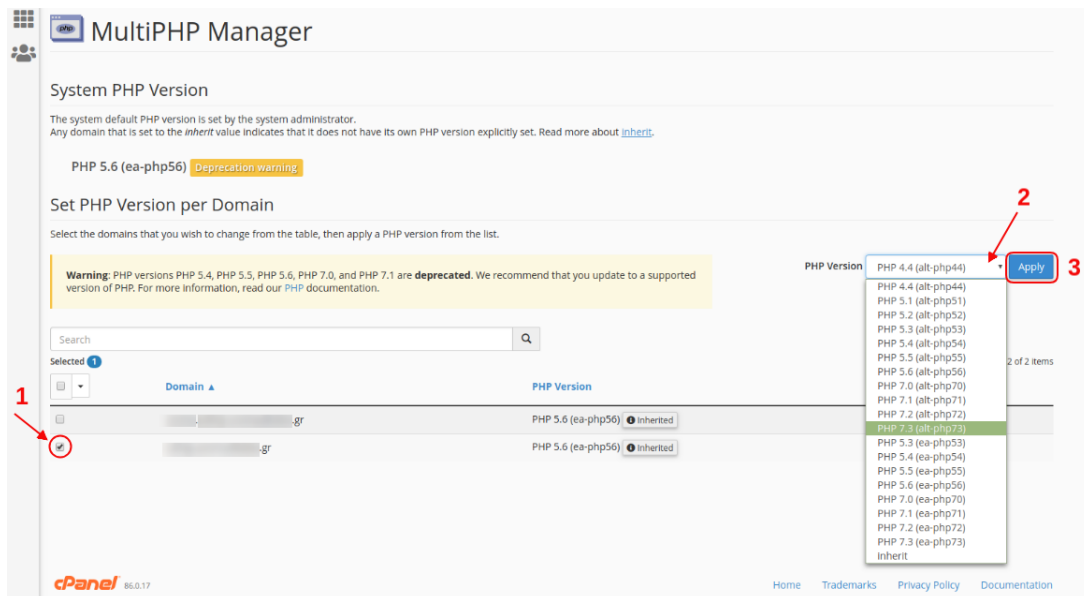 php
MultiPHP Manager
System PHP Version
The system default PHP version is set by the system administrator.
Any domain that is set to the inherit value indicates that it does not have its own PHP version explicitly set. Read more about inherit.
PHP 5.6 (ea-php56) Deprecation warning
Set PHP Version per Domain
2
Select the domains that you wish to change from the table, then apply a PHP version from the list.
Warning: PHP versions PHP 5.4, PHP 5.5, PHP 5.6, PHP 7.0, and PHP 7.1 are deprecated. We recommend that you update to a supported
version of PHP. For more information, read our PHP documentation.
PHP Version PHP 4.4 (alt-php44) Apply 3
PHP 4.4 (alt-php44)
PHP 5.1 (alt-php51)
PHP 5.2 (alt-php52)
PHP 5.3 (alt-php53)
PHP 5.4 (alt-php54)
PHP 5.5 (alt-php55)
PHP 5.6 (alt-php56)
PHP 7.0 (alt-php70)
PHP 7.1 (alt-php71)
PHP 7.2 (alt-php72)
PHP 7.3 (alt-php73)
PHP 5.3 (ea-php53)
PHP 5.4 (ea-php54)
PHP 5.5 (ea-php55)
PHP 5.6 (ea-php56)
PHP 7.0 (ea-php70)
PHP 7.1 (ea-php71)
PHP 7.2 (ea-php72)
PHP 7.3 (ea-php73)
inherit
Search
Selected 1
2 of 2 items
1
Domain ▲ PHP Version
.gr PHP 5.6 (ea-php56) Inherited
.gr PHP 5.6 (ea-php56) Inherited
cPanel 86.0.17 Home Trademarks Privacy Policy Documentation